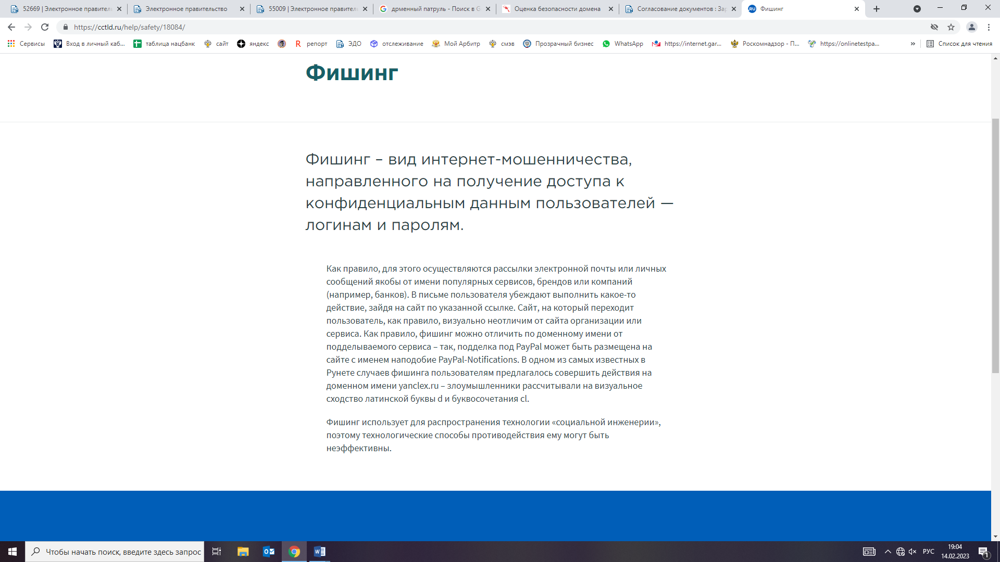 52669 | Электронное правител
Электронное правительство
55009 | Электронное правител
дрменный патруль - Поиск в G
Оценка безопасности домена
Согласование документов : Зар
Фишинг
https://cctld.ru/help/safety/18084/
Сервисы
Вход в личный каб...
таблица нацбанк
сайт
яндекс
R репорт
ЭДО
отслеживание
Мой Арбитр
смэв
Прозрачный бизнес
WhatsApp
https://internet.gar...
Роскомнадзор - П...
https://onlinetestpa...
»
Список для чтения
Фишинг
Фишинг – вид интернет-мошенничества,
направленного на получение доступа к
конфиденциальным данным пользователей —
логинам и паролям.
Как правило, для этого осуществляются рассылки электронной почты или личных
сообщений якобы от имени популярных сервисов, брендов или компаний
(например, банков). В письме пользователя убеждают выполнить какое-то
действие, зайдя на сайт по указанной ссылке. Сайт, на который переходит
пользователь, как правило, визуально неотличим от сайта организации или
сервиса. Как правило, фишинг можно отличить по доменному имени от
подделываемого сервиса – так, подделка под PayPal может быть размещена на
сайте с именем наподобие PayPal-Notifications. В одном из самых известных в
Рунете случаев фишинга пользователям предлагалось совершить действия на
доменном имени yanclex.ru – злоумышленники рассчитывали на визуальное
сходство латинской буквы d и буквосочетания cl.
Фишинг использует для распространения технологии «социальной инженерии»,
поэтому технологические способы противодействия ему могут быть
неэффективны.
Чтобы начать поиск, введите здесь запрос
РУС
19:04
14.02.2023
1